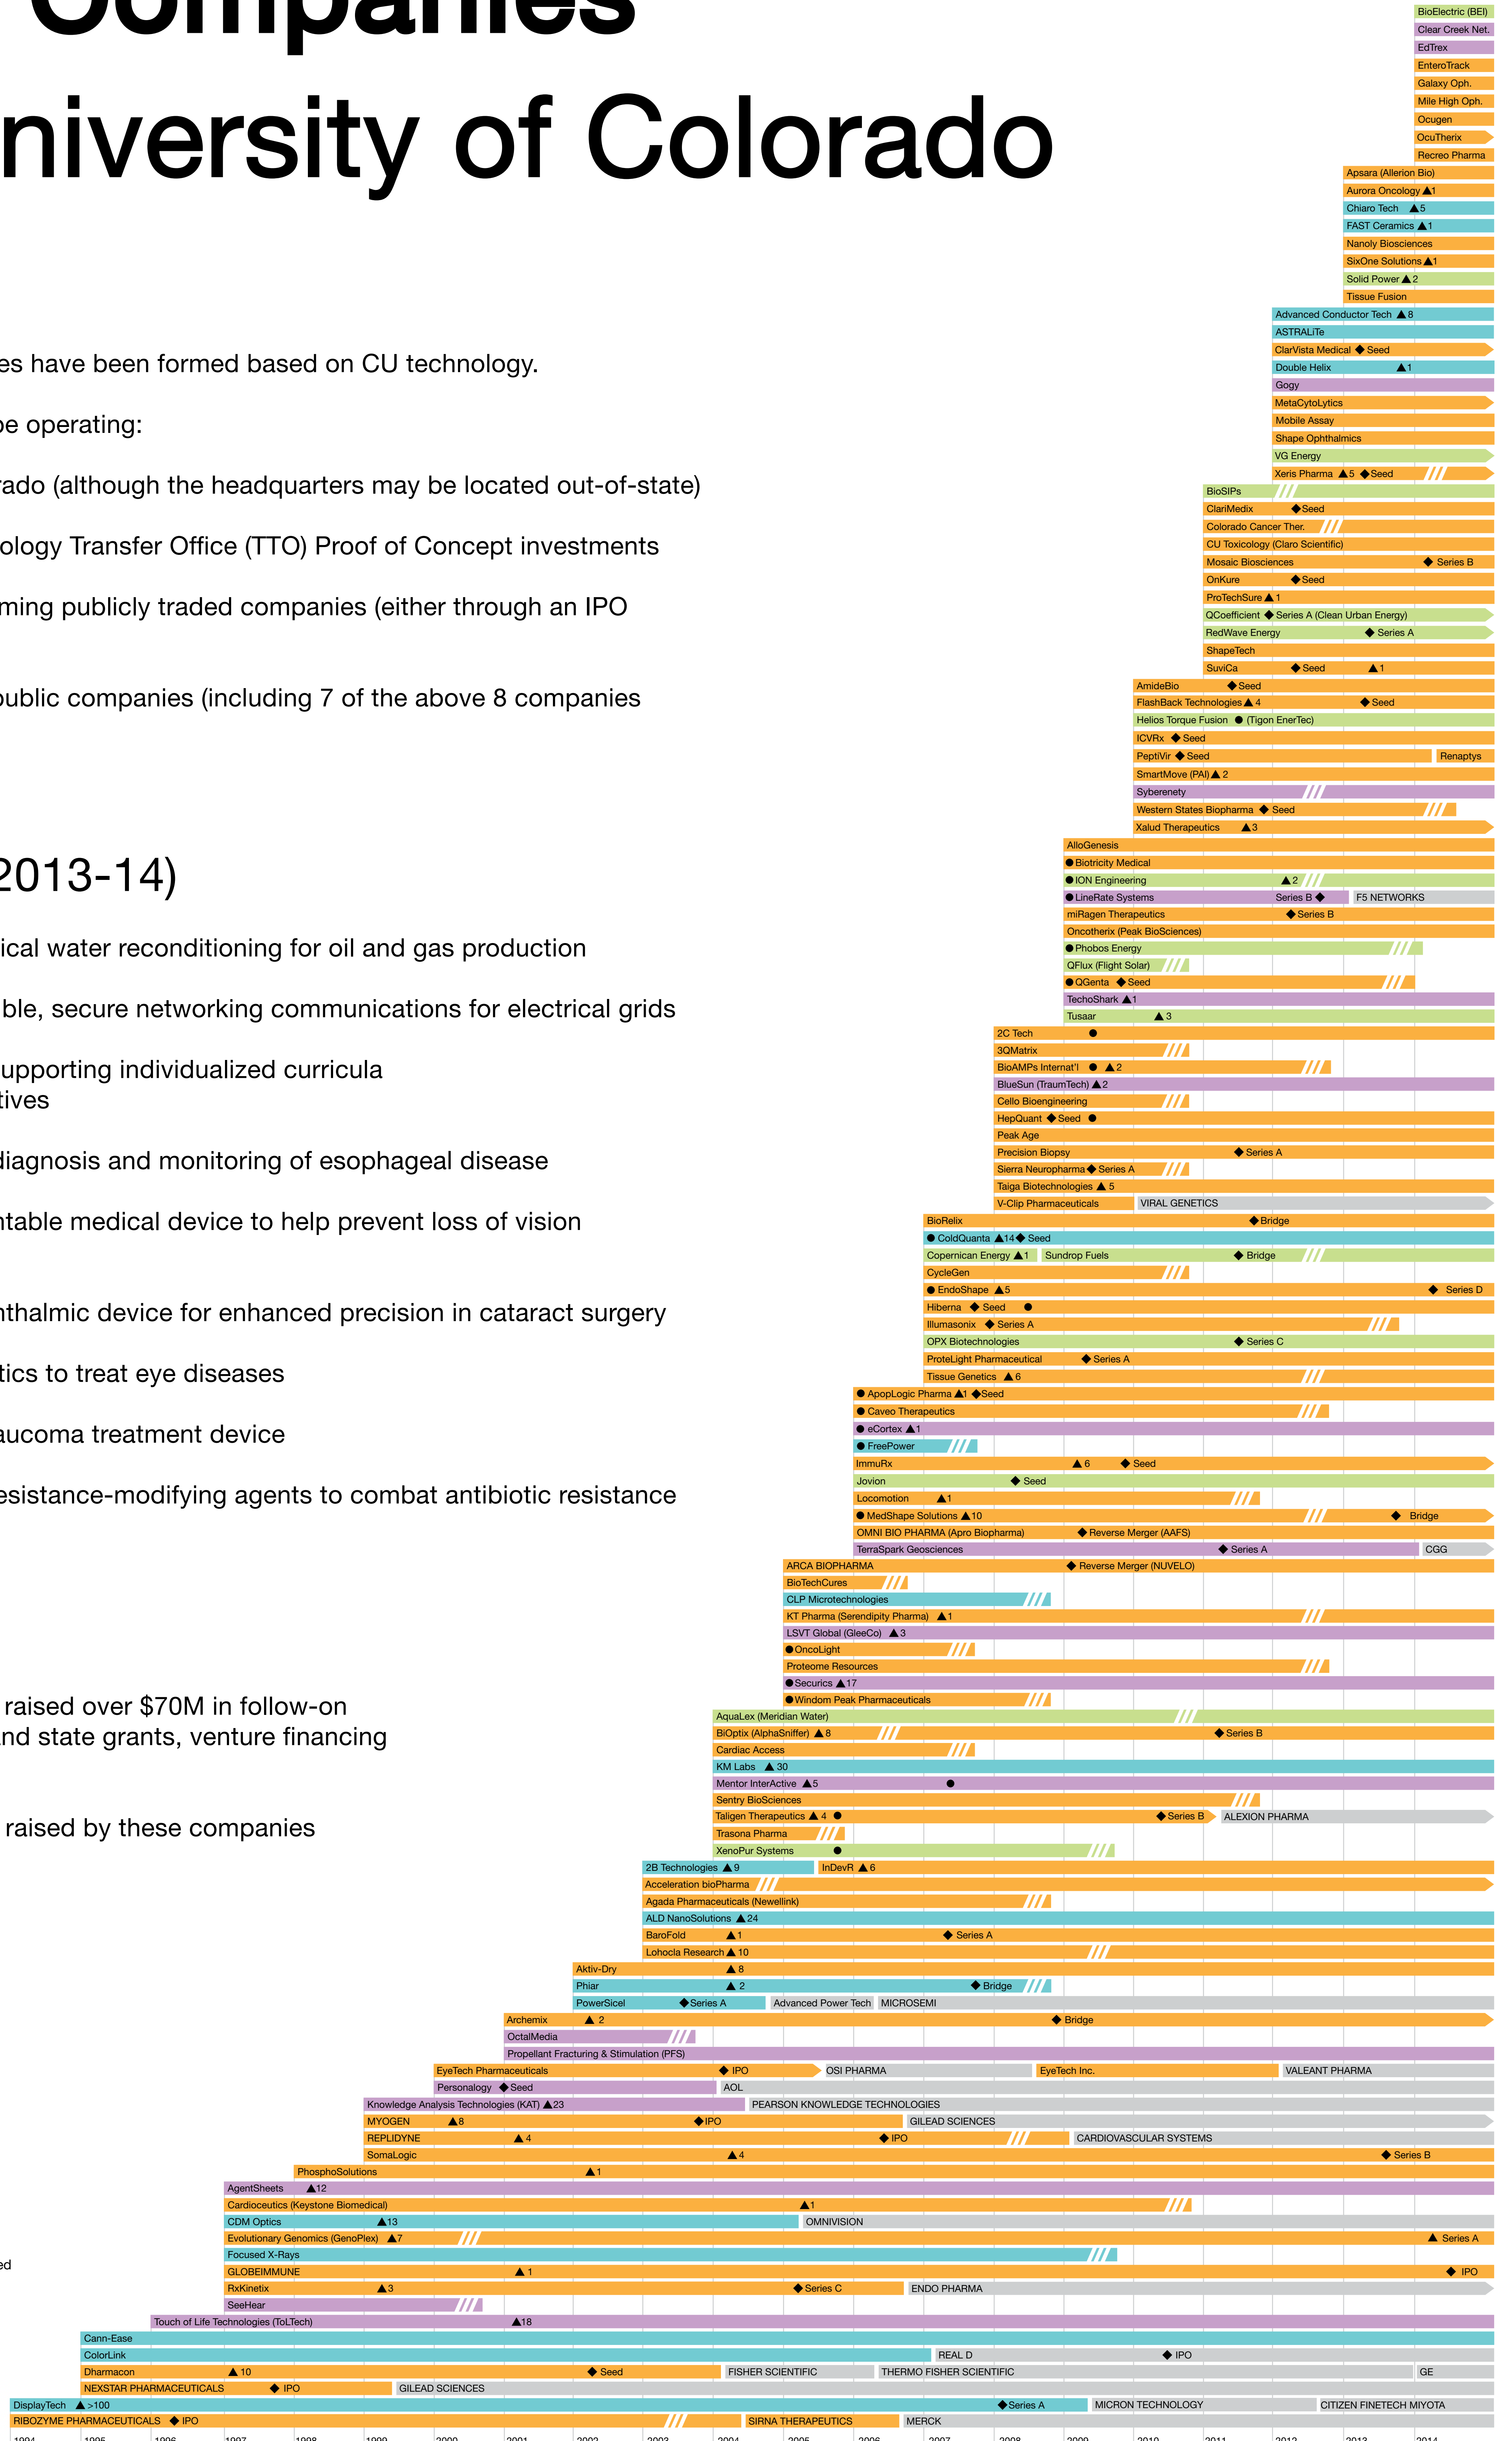 Companies
niversity of Colorado
es have been formed based on CU technology.
be operating:
rado (although the headquarters may be located out-of-state)
ology Transfer Office (TTO) Proof of Concept investments
ming publicly traded companies (either through an IPO
public companies (including 7 of the above 8 companies
2013-14)
ical water reconditioning for oil and gas production
ble, secure networking communications for electrical grids
upporting individualized curricula
tives
diagnosis and monitoring of esophageal disease
ntable medical device to help prevent loss of vision
nthalmic device for enhanced precision in cataract surgery
tics to treat eye diseases
aucoma treatment device
esistance-modifying agents to combat antibiotic resistance
raised over $70M in follow-on
nd state grants, venture financing
raised by these companies
ed
BioElectric (BEI)
Clear Creek Net.
EdTrex
EnteroTrack
Galaxy Oph.
Mile High Oph.
Ocugen
OcuTherix
Recreo Pharma
Apsara (Allerion Bio)
Aurora Oncology ▲1
Chiaro Tech ▲5
FAST Ceramics ▲1
Nanoly Biosciences
SixOne Solutions ▲1
Solid Power ▲2
Tissue Fusion
Advanced Conductor Tech ▲8
ASTRALiTe
ClarVista Medical ◆ Seed
Double Helix ▲1
Gogy
MetaCytoLytics
Mobile Assay
Shape Ophthalmics
VG Energy
Xeris Pharma ▲5 ◆Seed
BioSIPs
ClariMedix ◆Seed
Colorado Cancer Ther.
CU Toxicology (Claro Scientific)
Mosaic Biosciences ◆ Series B
OnKure ◆Seed
ProTechSure ▲1
QCoefficient ◆ Series A (Clean Urban Energy)
RedWave Energy ◆ Series A
ShapeTech
SuviCa ◆Seed ▲1
AmideBio ◆Seed
FlashBack Technologies ▲4 ◆Seed
Helios Torque Fusion ● (Tigon EnerTec)
ICVRx ◆Seed
PeptiVir ◆Seed Renaptys
SmartMove (PAI) ▲2
Syberenety
Western States Biopharma ◆ Seed
Xalud Therapeutics ▲3
AlloGenesis
● Biotricity Medical
● ION Engineering ▲2
● LineRate Systems Series B ◆ F5 NETWORKS
miRagen Therapeutics ◆Series B
Oncotherix (Peak BioSciences)
● Phobos Energy
QFlux (Flight Solar)
● QGenta ◆Seed
TechoShark ▲1
Tusaar ▲3
2C Tech ●
3QMatrix
BioAMPs Internat'l ● ▲2
BlueSun (TraumTech) ▲2
Cello Bioengineering
HepQuant ◆Seed ●
Peak Age
Precision Biopsy ◆ Series A
Sierra Neuropharma ◆ Series A
Taiga Biotechnologies ▲ 5
V-Clip Pharmaceuticals VIRAL GENETICS
BioRelix ◆Bridge
● ColdQuanta ▲14 ◆ Seed
Copernican Energy ▲1 Sundrop Fuels ◆ Bridge
CycleGen
● EndoShape ▲5 ◆ Series D
Hiberna ◆ Seed ●
Illumasonix ◆ Series A
OPX Biotechnologies ◆ Series C
ProteLight Pharmaceutical ◆ Series A
Tissue Genetics ▲6
● ApopLogic Pharma ▲1 ◆Seed
● Caveo Therapeutics
● eCortex ▲1
● FreePower
ImmuRx ▲6 ◆ Seed
Jovion ◆ Seed
Locomotion ▲1
● MedShape Solutions ▲10 ◆ Bridge
OMNI BIO PHARMA (Apro Biopharma) ◆ Reverse Merger (AAFS)
TerraSpark Geosciences ◆ Series A CGG
ARCA BIOPHARMA ◆ Reverse Merger (NUVELO)
BioTechCures
CLP Microtechnologies
KT Pharma (Serendipity Pharma) ▲1
LSVT Global (GleeCo) ▲3
● OncoLight
Proteome Resources
● Securics ▲17
● Windom Peak Pharmaceuticals
AquaLex (Meridian Water)
BiOptix (AlphaSniffer) ▲8 ◆ Series B
Cardiac Access
KM Labs ▲30
Mentor InterActive ▲5 ●
Sentry BioSciences
Taligen Therapeutics ▲4 ● ◆Series B ALEXION PHARMA
Trasona Pharma
XenoPur Systems ●
2B Technologies ▲9 InDevR ▲6
Acceleration bioPharma
Agada Pharmaceuticals (Newellink)
ALD NanoSolutions ▲24
BaroFold ▲1 ◆ Series A
Lohocla Research ▲10
Aktiv-Dry ▲8
Phiar ▲2 ◆ Bridge
PowerSicel ◆Series A Advanced Power Tech MICROSEMI
Archemix ▲2 ◆ Bridge
OctalMedia
Propellant Fracturing & Stimulation (PFS)
EyeTech Pharmaceuticals ◆ IPO OSI PHARMA EyeTech Inc. VALEANT PHARMA
Personalogy ◆Seed AOL
Knowledge Analysis Technologies (KAT) ▲23 PEARSON KNOWLEDGE TECHNOLOGIES
MYOGEN ▲8 ◆IPO GILEAD SCIENCES
REPLIDYNE ▲4 ◆IPO CARDIOVASCULAR SYSTEMS
SomaLogic ▲4 ◆ Series B
PhosphoSolutions ▲1
AgentSheets ▲12
Cardioceutics (Keystone Biomedical) ▲1
CDM Optics ▲13 OMNIVISION
Evolutionary Genomics (GenoPlex) ▲7 ▲ Series A
Focused X-Rays
GLOBEIMMUNE ▲1 ◆ IPO
RxKinetix ▲3 ◆Series C ENDO PHARMA
SeeHear
Touch of Life Technologies (ToLTech) ▲18
Cann-Ease
ColorLink REAL D ◆ IPO
Dharmacon ▲10 ◆ Seed FISHER SCIENTIFIC THERMO FISHER SCIENTIFIC GE
NEXSTAR PHARMACEUTICALS ◆ IPO GILEAD SCIENCES
DisplayTech ▲>100 ◆Series A MICRON TECHNOLOGY CITIZEN FINETECH MIYOTA
RIBOZYME PHARMACEUTICALS ◆IPO SIRNA THERAPEUTICS MERCK
1994 1995 1996 1997 1998 1999 2000 2001 2002 2003 2004 2005 2006 2007 2008 2009 2010 2011 2012 2013 2014